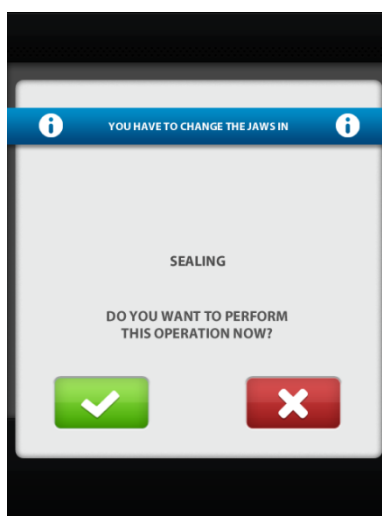 YOU HAVE TO CHANGE THE JAWS IN
SEALING
DO YOU WANT TO PERFORM
THIS OPERATION NOW?